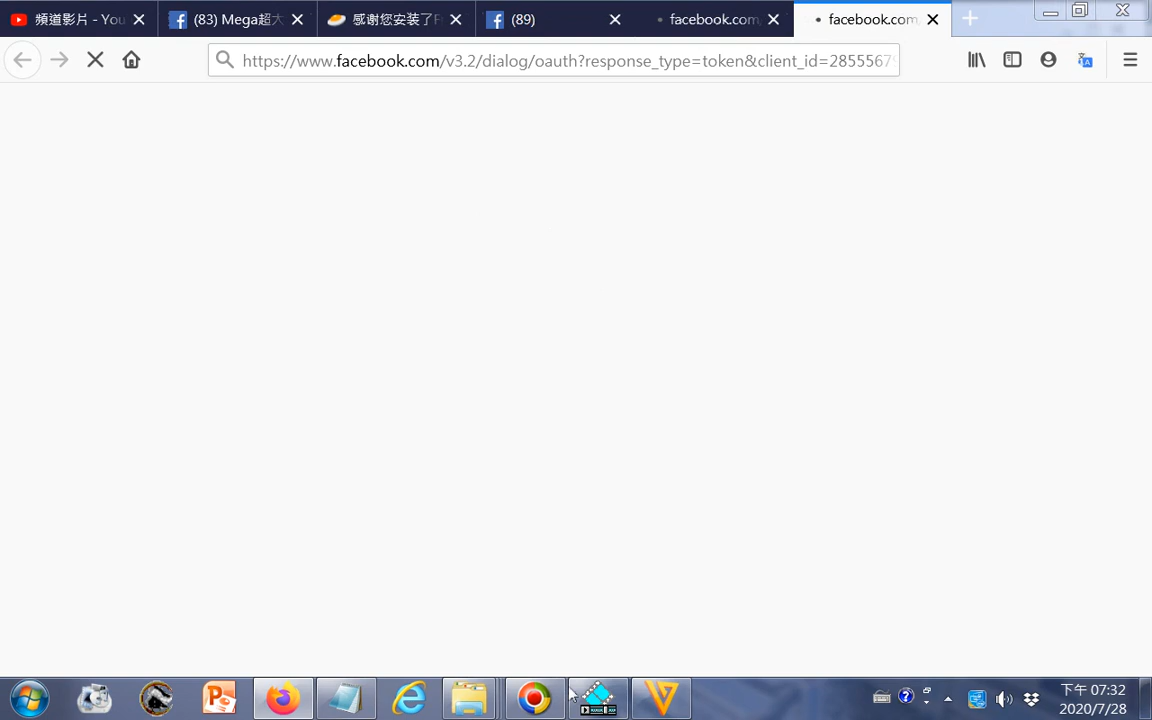 頻道影片 - You
(83) Mega超大
感谢您安装了F
(89)
facebook.com
facebook.com
https://www.facebook.com/v3.2/dialog/oauth?response_type=token&client_id=2855567
下午 07:32
2020/7/28